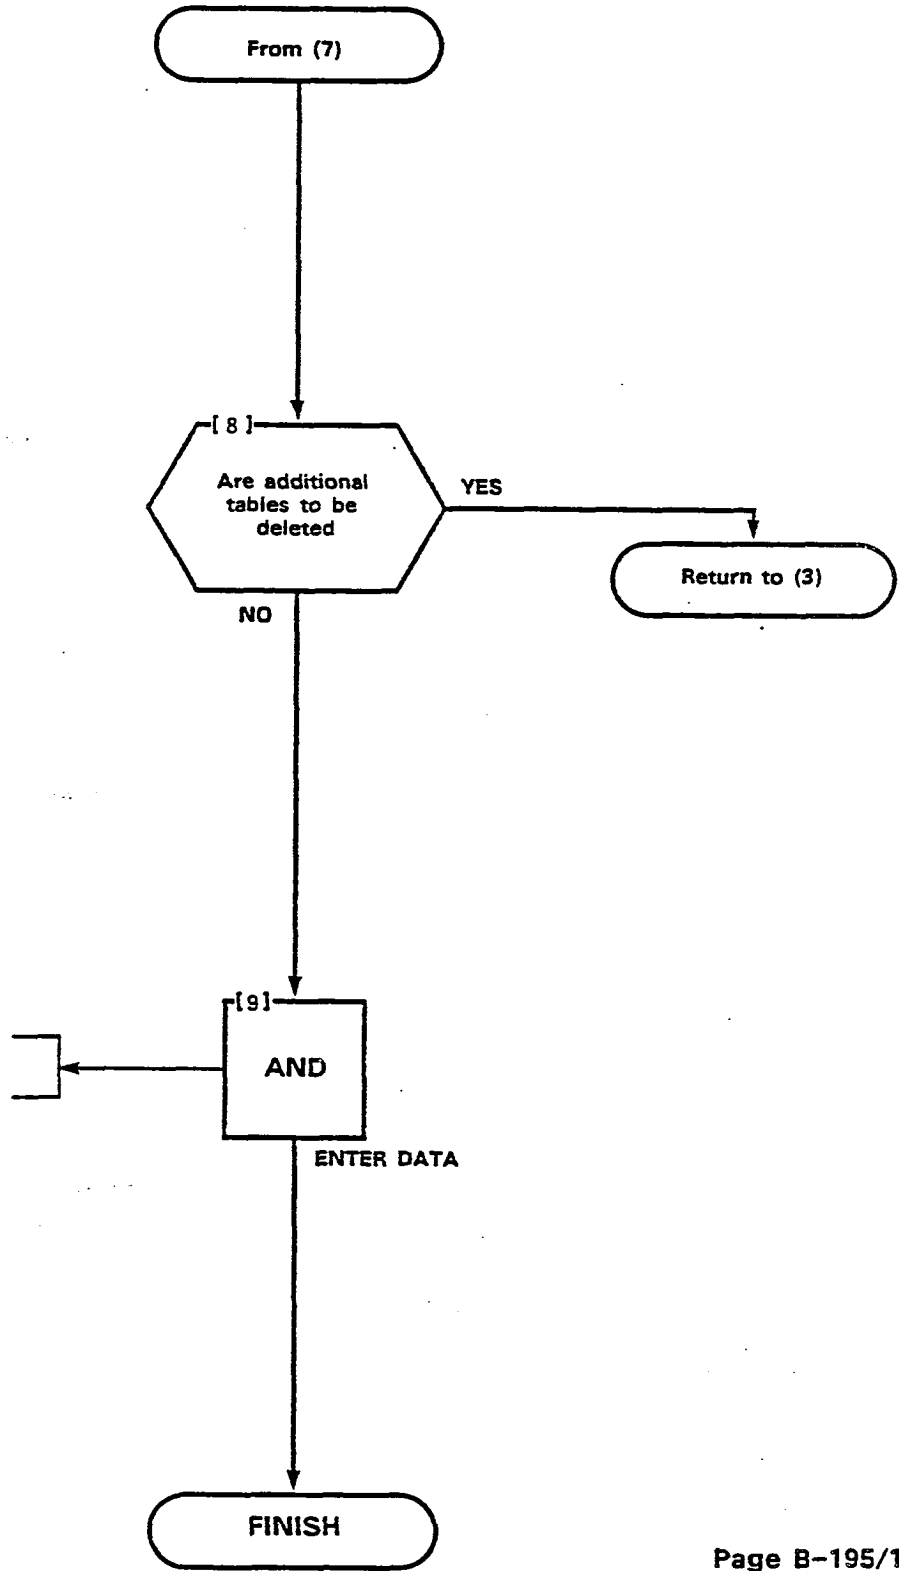 From (7)
[8]
Are additional
tables to be
deleted
YES
Return to (3)
NO
[9]
AND
ENTER DATA
FINISH
Page B-195/1